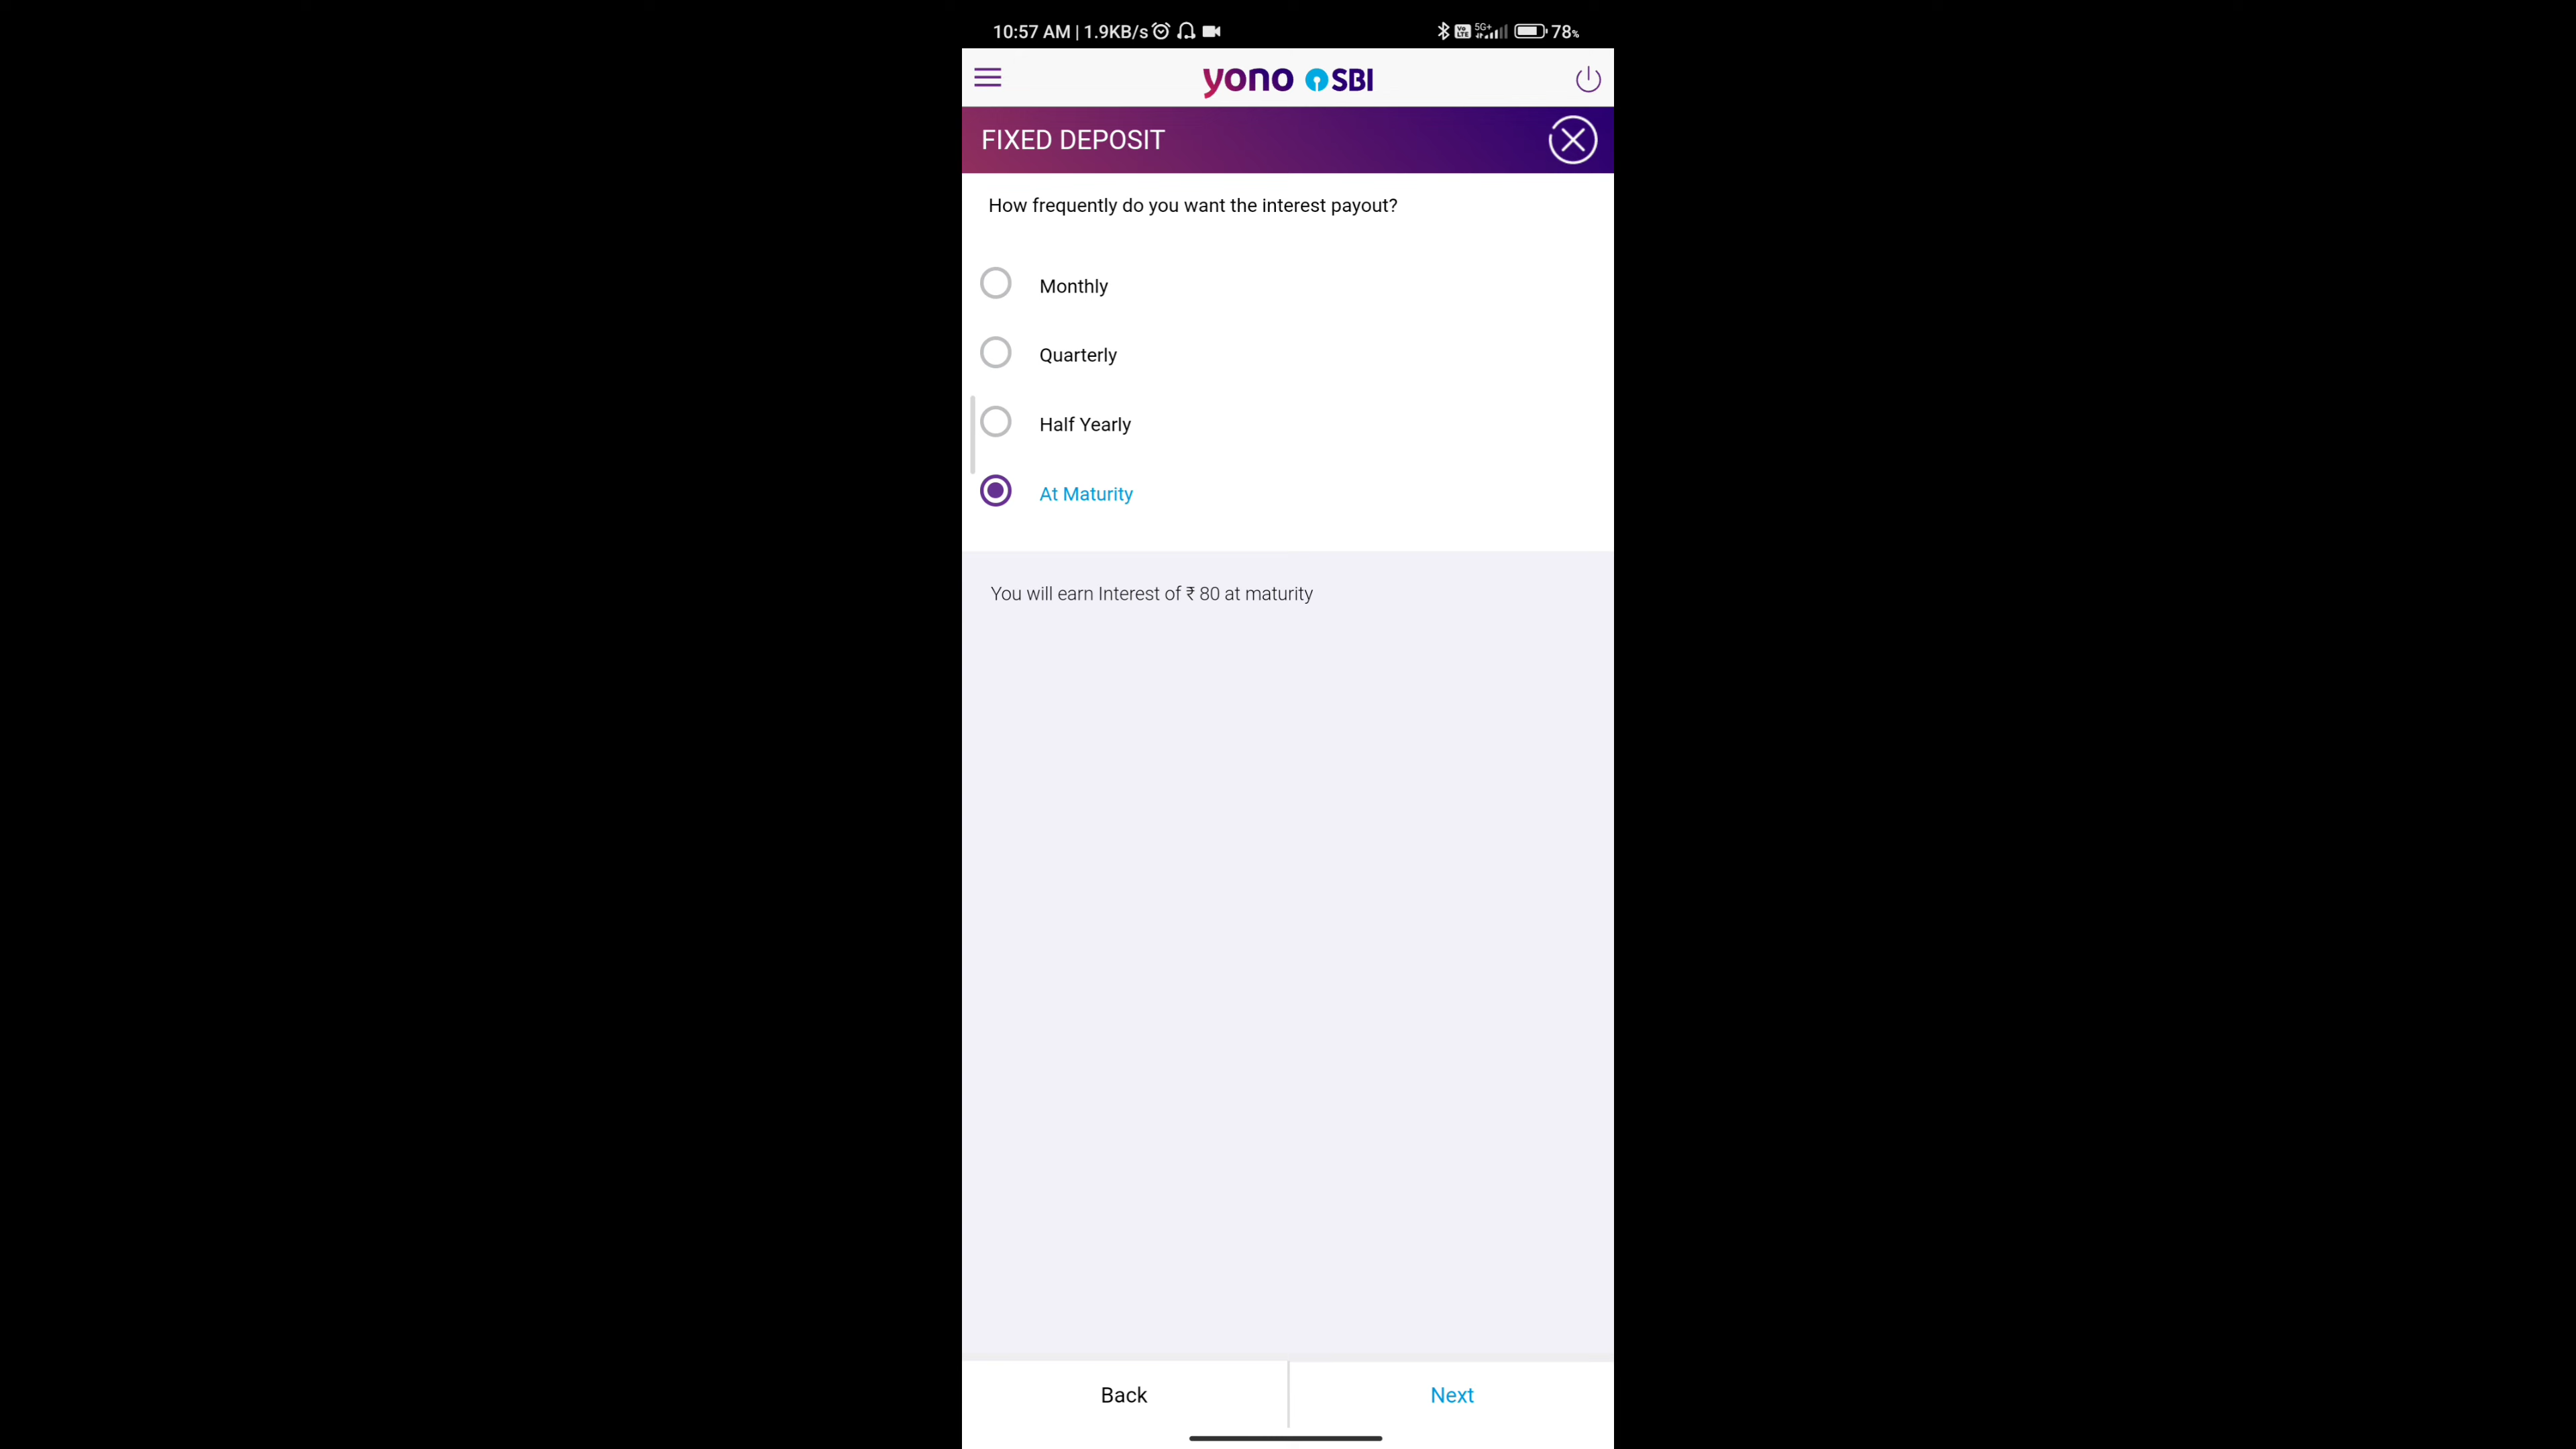 10:57 AM | 1.9KB/s 5G+ 78%
yono SBI
FIXED DEPOSIT
How frequently do you want the interest payout?
Monthly
Quarterly
Half Yearly
At Maturity
You will earn Interest of ₹ 80 at maturity
Back Next